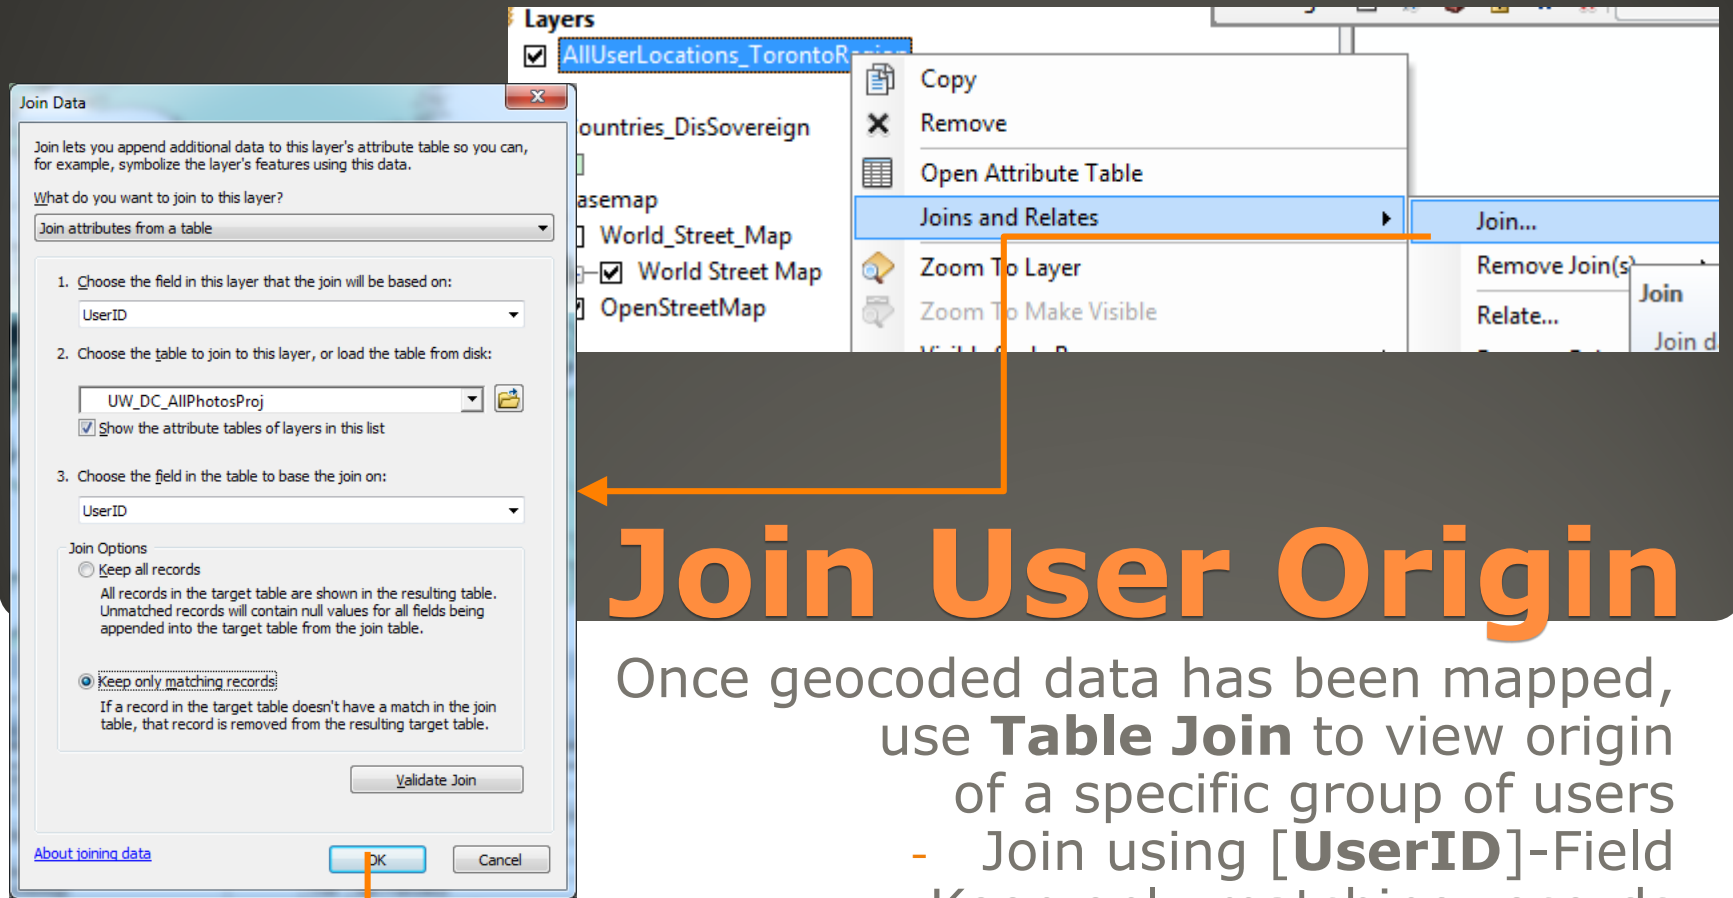 Layers
AllUserLocations_TorontoRegion
ountries_DisSovereign
asemap
World_Street_Map
World Street Map
OpenStreetMap
Copy
Remove
Open Attribute Table
Joins and Relates
Zoom To Layer
Zoom To Make Visible
Join...
Remove Join(s)
Relate...
Join
Join d
Join Data
Join lets you append additional data to this layer's attribute table so you can,
for example, symbolize the layer's features using this data.
What do you want to join to this layer?
Join attributes from a table
1. Choose the field in this layer that the join will be based on:
UserID
2. Choose the table to join to this layer, or load the table from disk:
UW_DC_AllPhotosProj
Show the attribute tables of layers in this list
3. Choose the field in the table to base the join on:
UserID
Join Options
Keep all records
All records in the target table are shown in the resulting table.
Unmatched records will contain null values for all fields being
appended into the target table from the join table.
Keep only matching records
If a record in the target table doesn't have a match in the join
table, that record is removed from the resulting target table.
Validate Join
About joining data
OK
Cancel
Join User Origin
Once geocoded data has been mapped,
use Table Join to view origin
of a specific group of users
- Join using [UserID]-Field
Keep only matching records